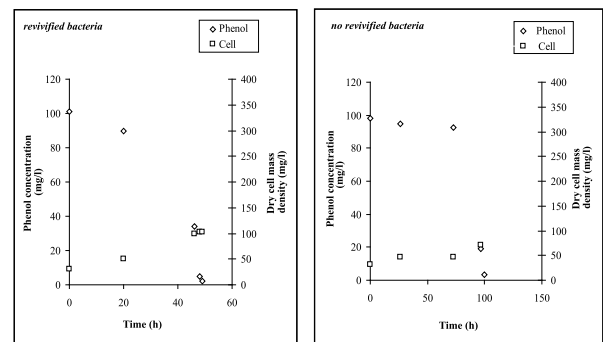 revivified bacteria
Phenol
Cell
120
100
80
60
40
20
0
400
350
300
250
200
150
100
50
0
0
20
40
60
Phenol concentration
(mg/l)
Dry cell mass
density (mg/l)
Time (h)
no revivified bacteria
Phenol
Cell
120
100
80
60
40
20
0
400
350
300
250
200
150
100
50
0
0
50
100
150
Phenol concentration
(mg/l)
Dry cell mass
density (mg/l)
Time (h)